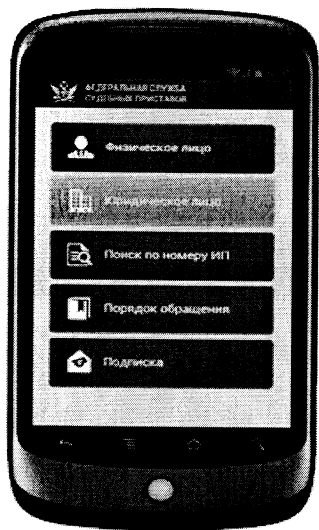 ФЕДЕРАЛЬНАЯ СЛУЖБА
СУДЕБНЫХ ПРИСТАВОВ
Физическое лицо
Юридическое лицо
Поиск по номеру ИП
Порядок обращения
Подписка